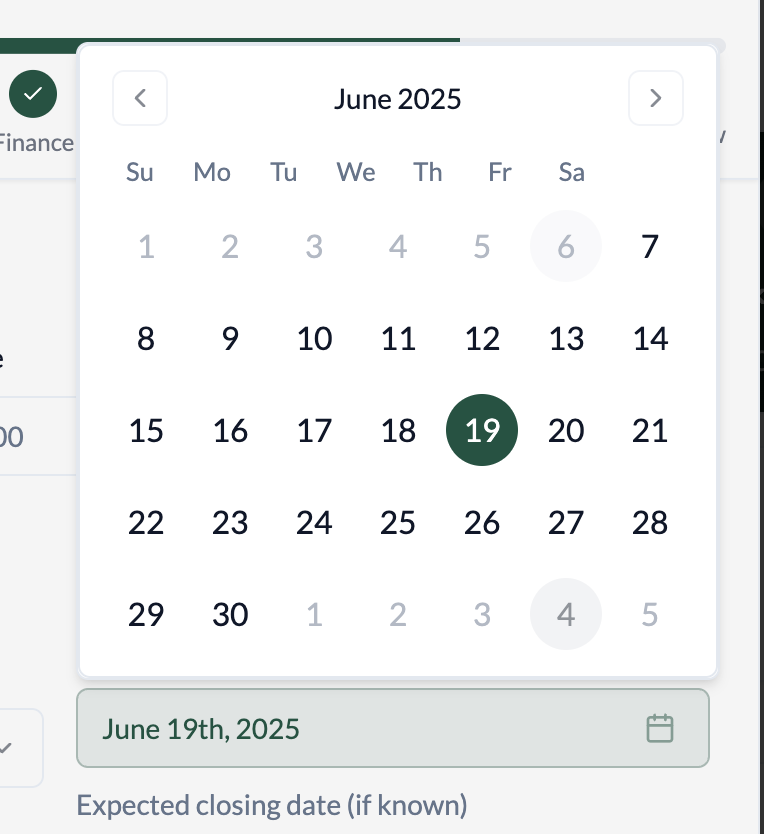 June 2025
Finance
Su Mo Tu We Th Fr Sa
1 2 3 4 5 6 7
8 9 10 11 12 13 14
15 16 17 18 19 20 21
22 23 24 25 26 27 28
29 30 1 2 3 4 5
June 19th, 2025
Expected closing date (if known)